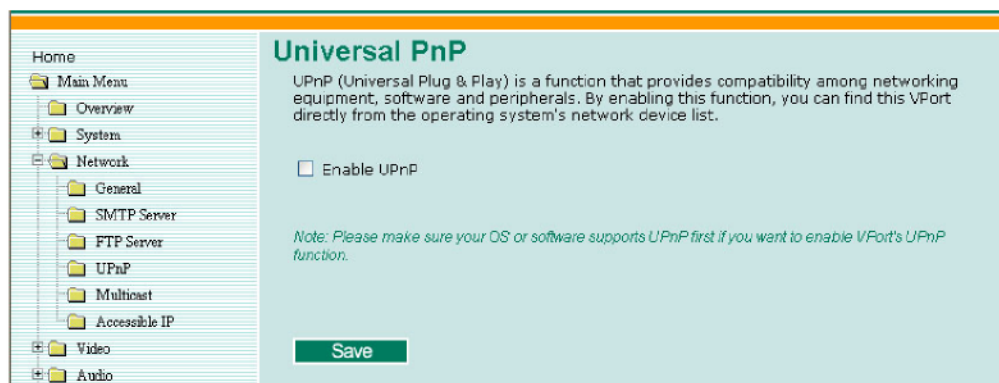 Home
Main Menu
Overview
System
Network
General
SMTP Server
FTP Server
UPnP
Multicast
Accessible IP
Video
Audio
Universal PnP
UPnP (Universal Plug & Play) is a function that provides compatibility among networking
equipment, software and peripherals. By enabling this function, you can find this VPort
directly from the operating system's network device list.
Enable UPnP
Note: Please make sure your OS or software supports UPnP first if you want to enable VPort's UPnP
function.
Save